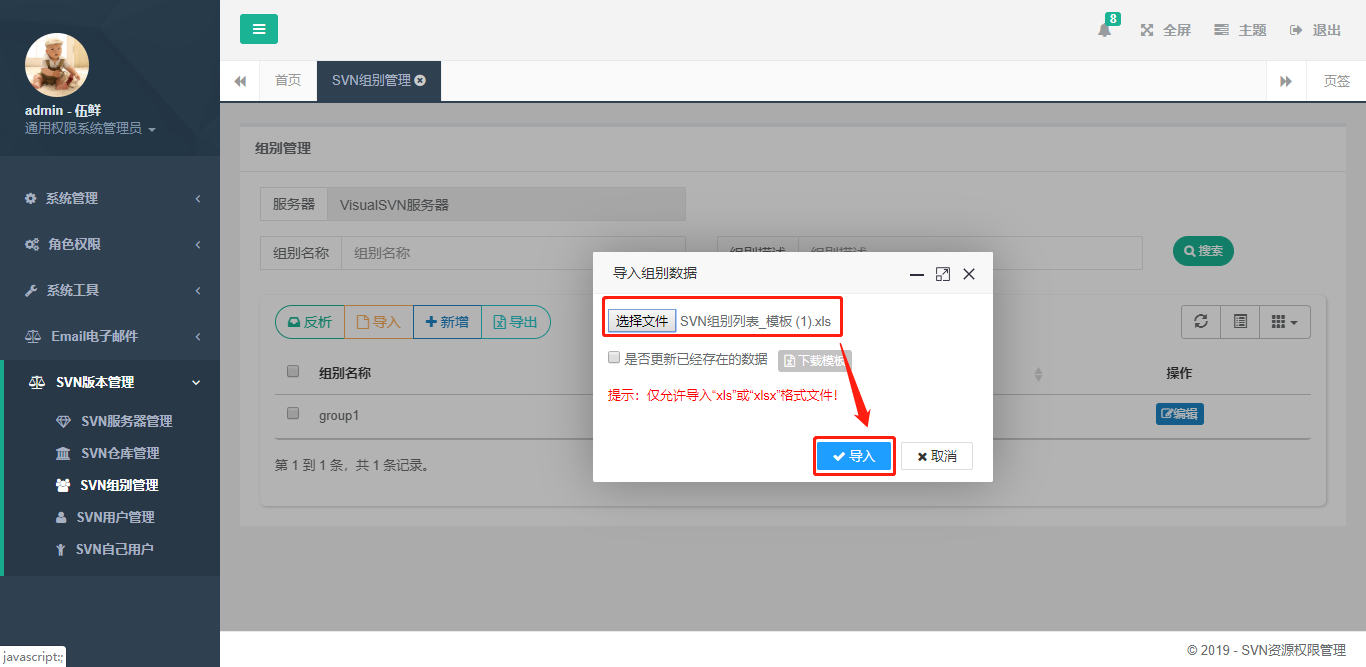 8
全屏
主题
退出
首页
SVN组别管理
页签
admin - 伍鲜
通用权限系统管理员
系统管理
角色权限
系统工具
Email电子邮件
SVN版本管理
SVN服务器管理
SVN仓库管理
SVN组别管理
SVN用户管理
SVN自己用户
javascript:;
组别管理
服务器 VisualSVN服务器
组别名称 组别名称 组别描述 组别描述 搜索
反析 导入 新增 导出
组别名称 操作
group1 编辑
第 1 到 1 条，共 1 条记录。
导入组别数据
选择文件 SVN组别列表_模板 (1).xls
是否更新已经存在的数据 下载模板
提示：仅允许导入“xls”或“xlsx”格式文件！
导入 取消
© 2019 - SVN资源权限管理